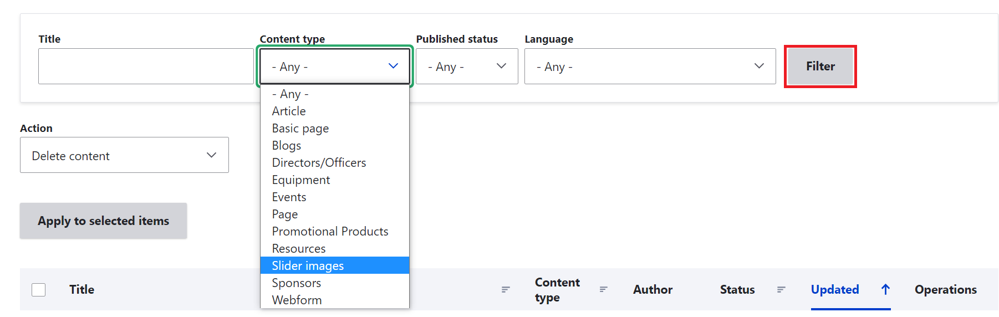 Title
Content type
Published status
Language
- Any -
- Any -
- Any -
Filter
- Any -
Article
Basic page
Blogs
Directors/Officers
Equipment
Events
Page
Promotional Products
Resources
Slider images
Sponsors
Webform
Action
Delete content
Apply to selected items
Title
Content
type
Author
Status
Updated
Operations